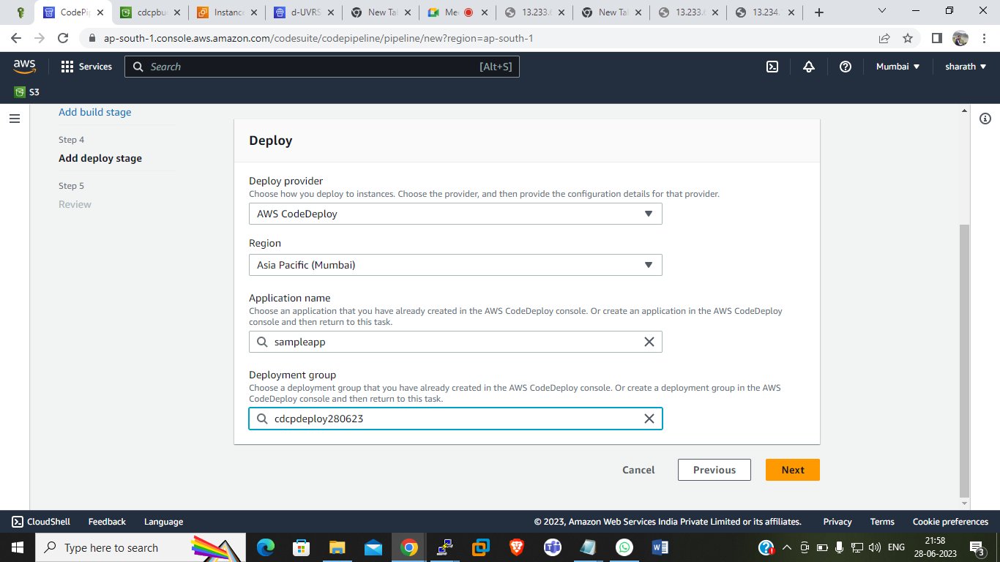 CodePip
cdcpbuc
Instance
d-UVRS
New Tal
Mee
13.233.
New Tal
13.233.
13.234.
ap-south-1.console.aws.amazon.com/codesuite/codepipeline/pipeline/new?region=ap-south-1
aws
Services
Search
[Alt+S]
Mumbai
sharath
S3
Add build stage
Step 4
Add deploy stage
Step 5
Review
Deploy
Deploy provider
Choose how you deploy to instances. Choose the provider, and then provide the configuration details for that provider.
AWS CodeDeploy
Region
Asia Pacific (Mumbai)
Application name
Choose an application that you have already created in the AWS CodeDeploy console. Or create an application in the AWS CodeDeploy
console and then return to this task.
sampleapp
Deployment group
Choose a deployment group that you have already created in the AWS CodeDeploy console. Or create a deployment group in the AWS
CodeDeploy console and then return to this task.
cdcpdeploy280623
Cancel
Previous
Next
CloudShell
Feedback
Language
© 2023, Amazon Web Services India Private Limited or its affiliates.
Privacy
Terms
Cookie preferences
Type here to search
ENG
21:58
28-06-2023
3